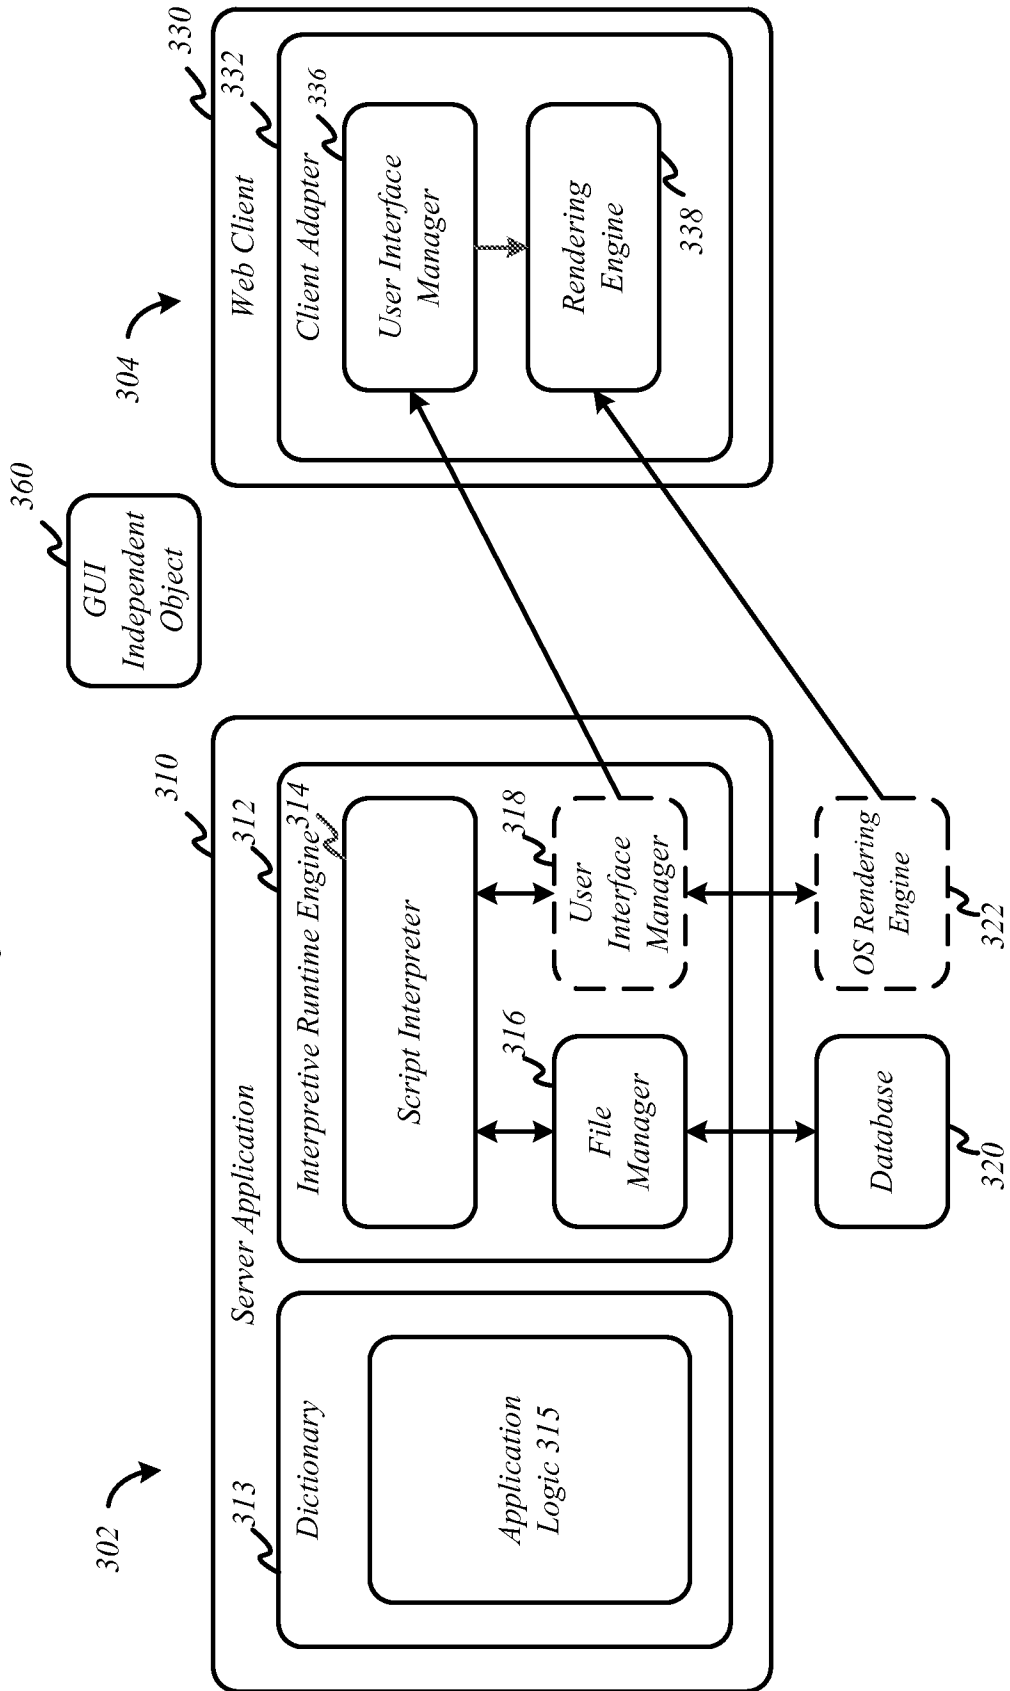 302
304
360
GUI
Independent
Object
310
Server Application
313
Dictionary
Application
Logic 315
312
Interpretive Runtime Engine
314
Script Interpreter
316
File
Manager
318
User
Interface
Manager
Database
320
OS Rendering
Engine
322
330
Web Client
332
Client Adapter
336
User Interface
Manager
Rendering
Engine
338